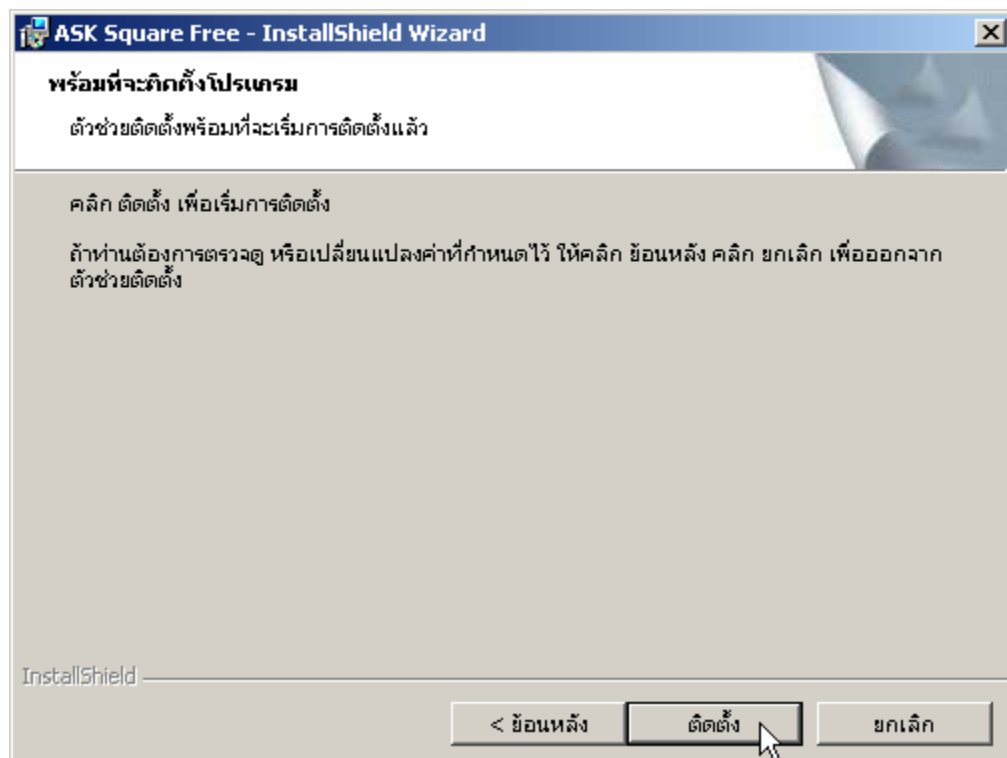 ASK Square Free - InstallShield Wizard
พร้อมที่จะติดตั้งโปรแกรม
ตัวช่วยติดตั้งพร้อมที่จะเริ่มการติดตั้งแล้ว
คลิก ติดตั้ง เพื่อเริ่มการติดตั้ง
ถ้าท่านต้องการตรวจดู หรือเปลี่ยนแปลงค่าที่กำหนดไว้ ให้คลิก ย้อนหลัง คลิก ยกเลิก เพื่อออกจาก
ตัวช่วยติดตั้ง
InstallShield
< ย้อนหลัง
ติดตั้ง
ยกเลิก